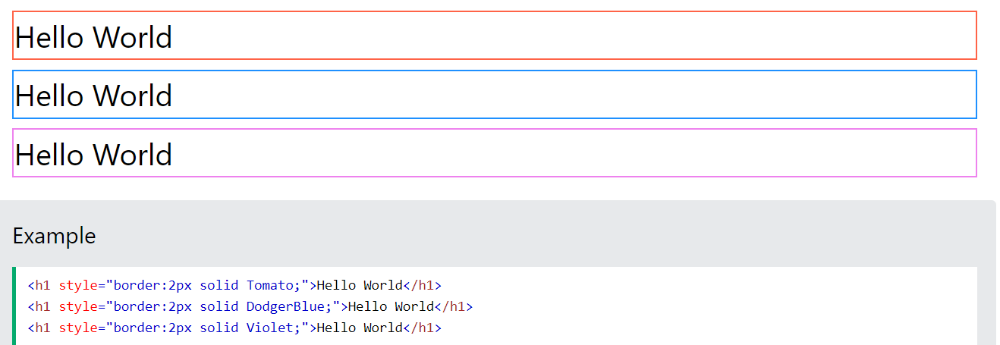 Hello World
Hello World
Hello World
Example
<h1 style="border:2px solid Tomato;">Hello World</h1>
<h1 style="border:2px solid DodgerBlue;">Hello World</h1>
<h1 style="border:2px solid Violet;">Hello World</h1>